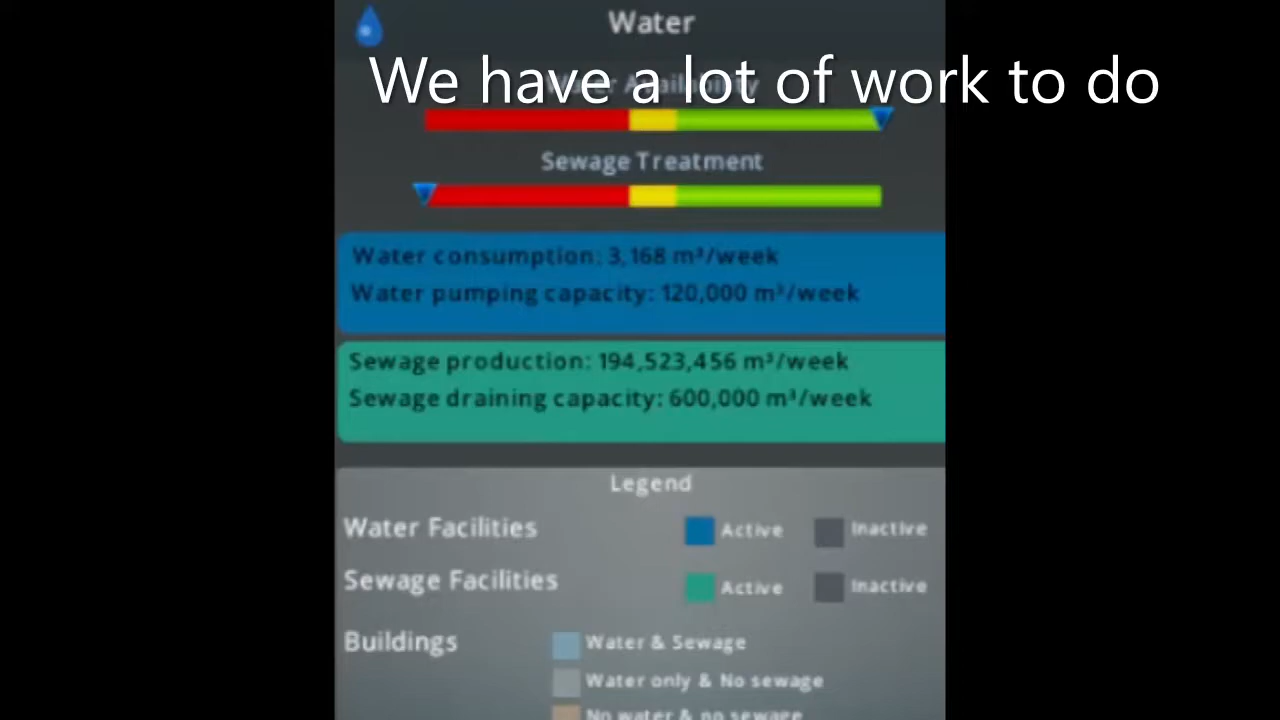 Water
We have a lot of work to do
Water Availability
Sewage Treatment
Water consumption: 3,168 m³/week
Water pumping capacity: 120,000 m³/week
Sewage production: 194,523,456 m³/week
Sewage draining capacity: 600,000 m³/week
Legend
Water Facilities Active Inactive
Sewage Facilities Active Inactive
Buildings Water & Sewage
Water only & No sewage
No water & no sewage